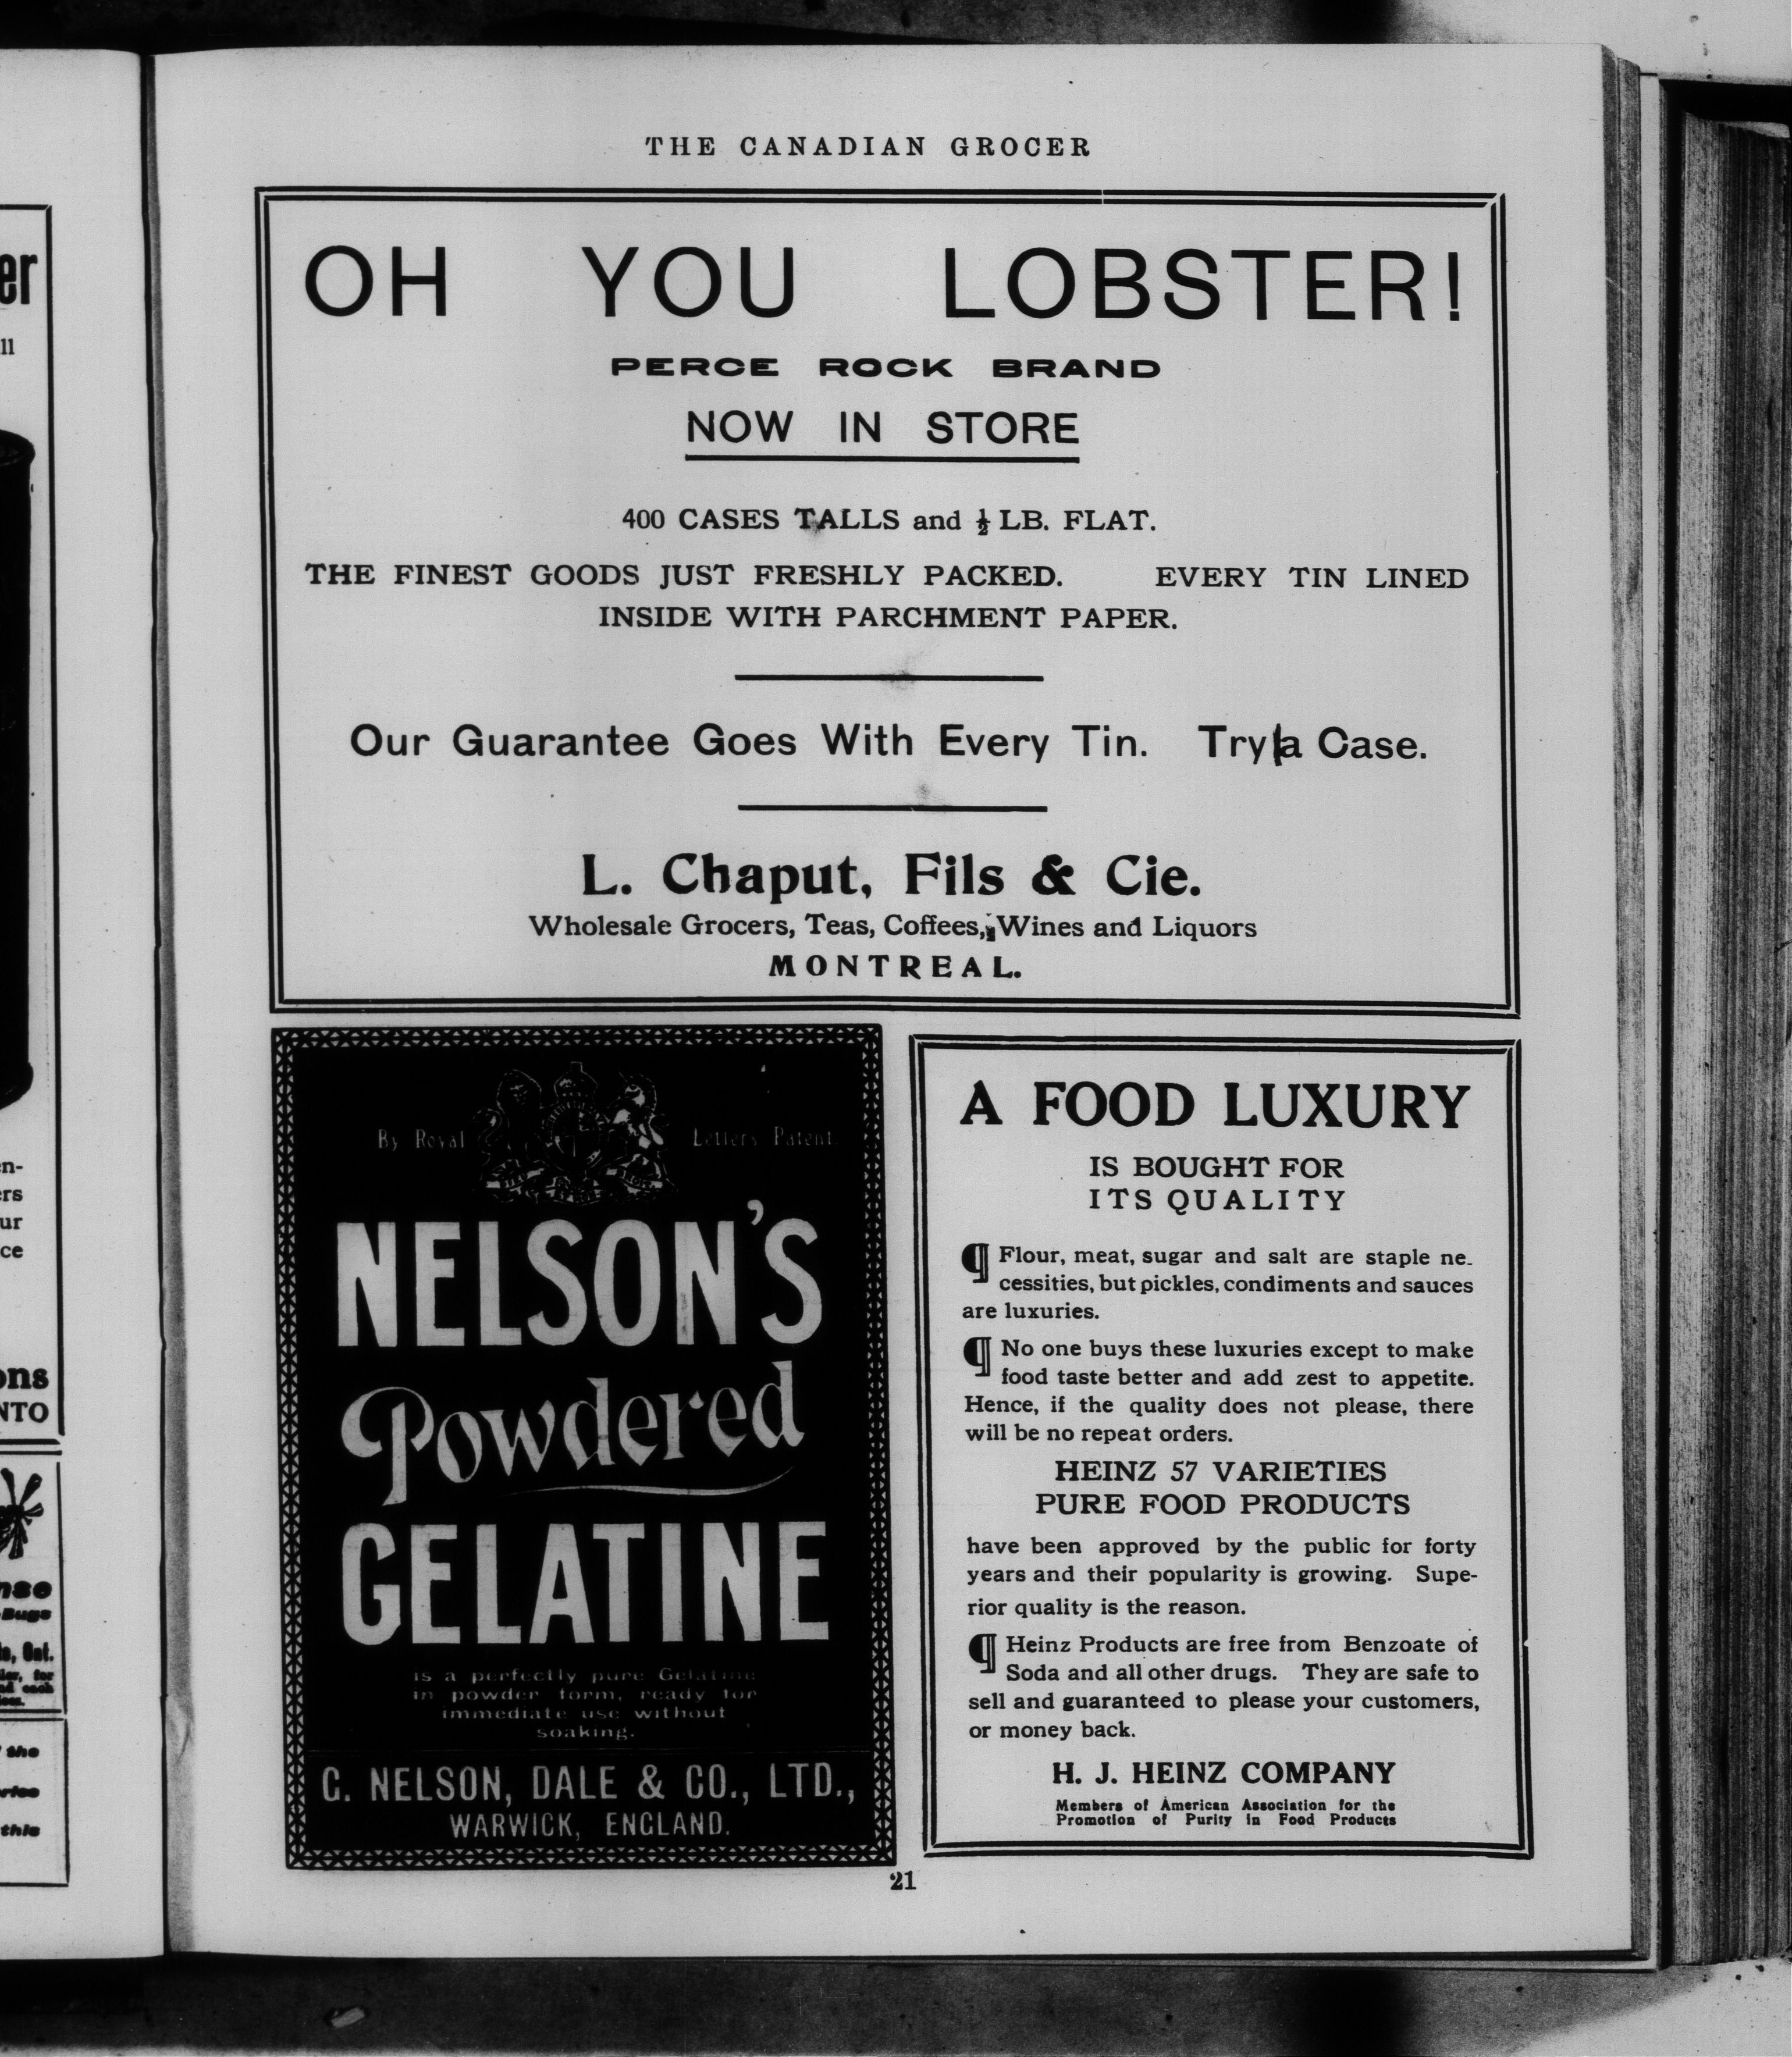 THE CANADIAN GROCER
OH YOU LOBSTER!
PERCE ROCK BRAND
NOW IN STORE
400 CASES TALLS and ½ LB. FLAT.
THE FINEST GOODS JUST FRESHLY PACKED. EVERY TIN LINED
INSIDE WITH PARCHMENT PAPER.
Our Guarantee Goes With Every Tin. Try a Case.
L. Chaput, Fils & Cie.
Wholesale Grocers, Teas, Coffees, Wines and Liquors
MONTREAL.
By Royal Letters Patent
NELSON'S
Powdered
GELATINE
is a perfectly pure Gelatine
in powder form, ready for
immediate use without
soaking.
G. NELSON, DALE & CO., LTD.,
WARWICK, ENGLAND.
A FOOD LUXURY
IS BOUGHT FOR
ITS QUALITY
¶ Flour, meat, sugar and salt are staple ne-
cessities, but pickles, condiments and sauces
are luxuries.
¶ No one buys these luxuries except to make
food taste better and add zest to appetite.
Hence, if the quality does not please, there
will be no repeat orders.
HEINZ 57 VARIETIES
PURE FOOD PRODUCTS
have been approved by the public for forty
years and their popularity is growing. Supe-
rior quality is the reason.
¶ Heinz Products are free from Benzoate of
Soda and all other drugs. They are safe to
sell and guaranteed to please your customers,
or money back.
H. J. HEINZ COMPANY
Members of American Association for the
Promotion of Purity in Food Products
21